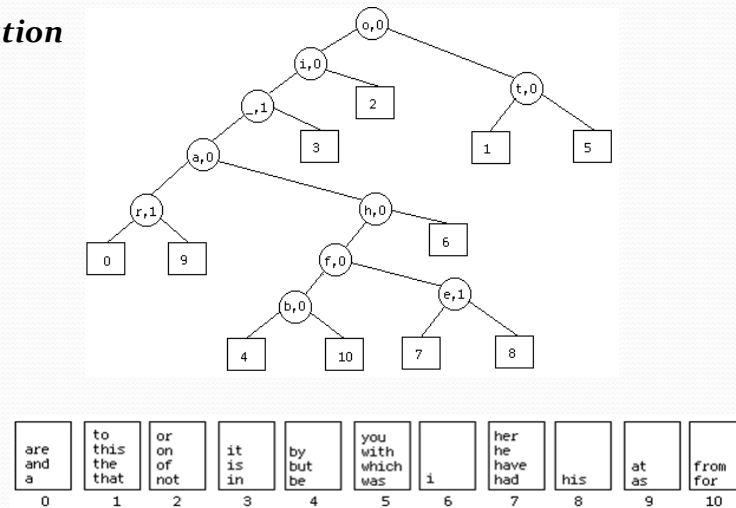 tion
o,0
i,0
t,0
_,1
2
a,0
3
1
5
r,1
h,0
0
9
6
f,0
e,1
b,0
4
10
7
8
are
and
a
0
to
this
the
that
1
or
on
of
not
2
it
is
in
3
by
but
be
4
you
with
which
was
5
i
6
her
he
have
had
7
his
8
at
as
9
from
for
10